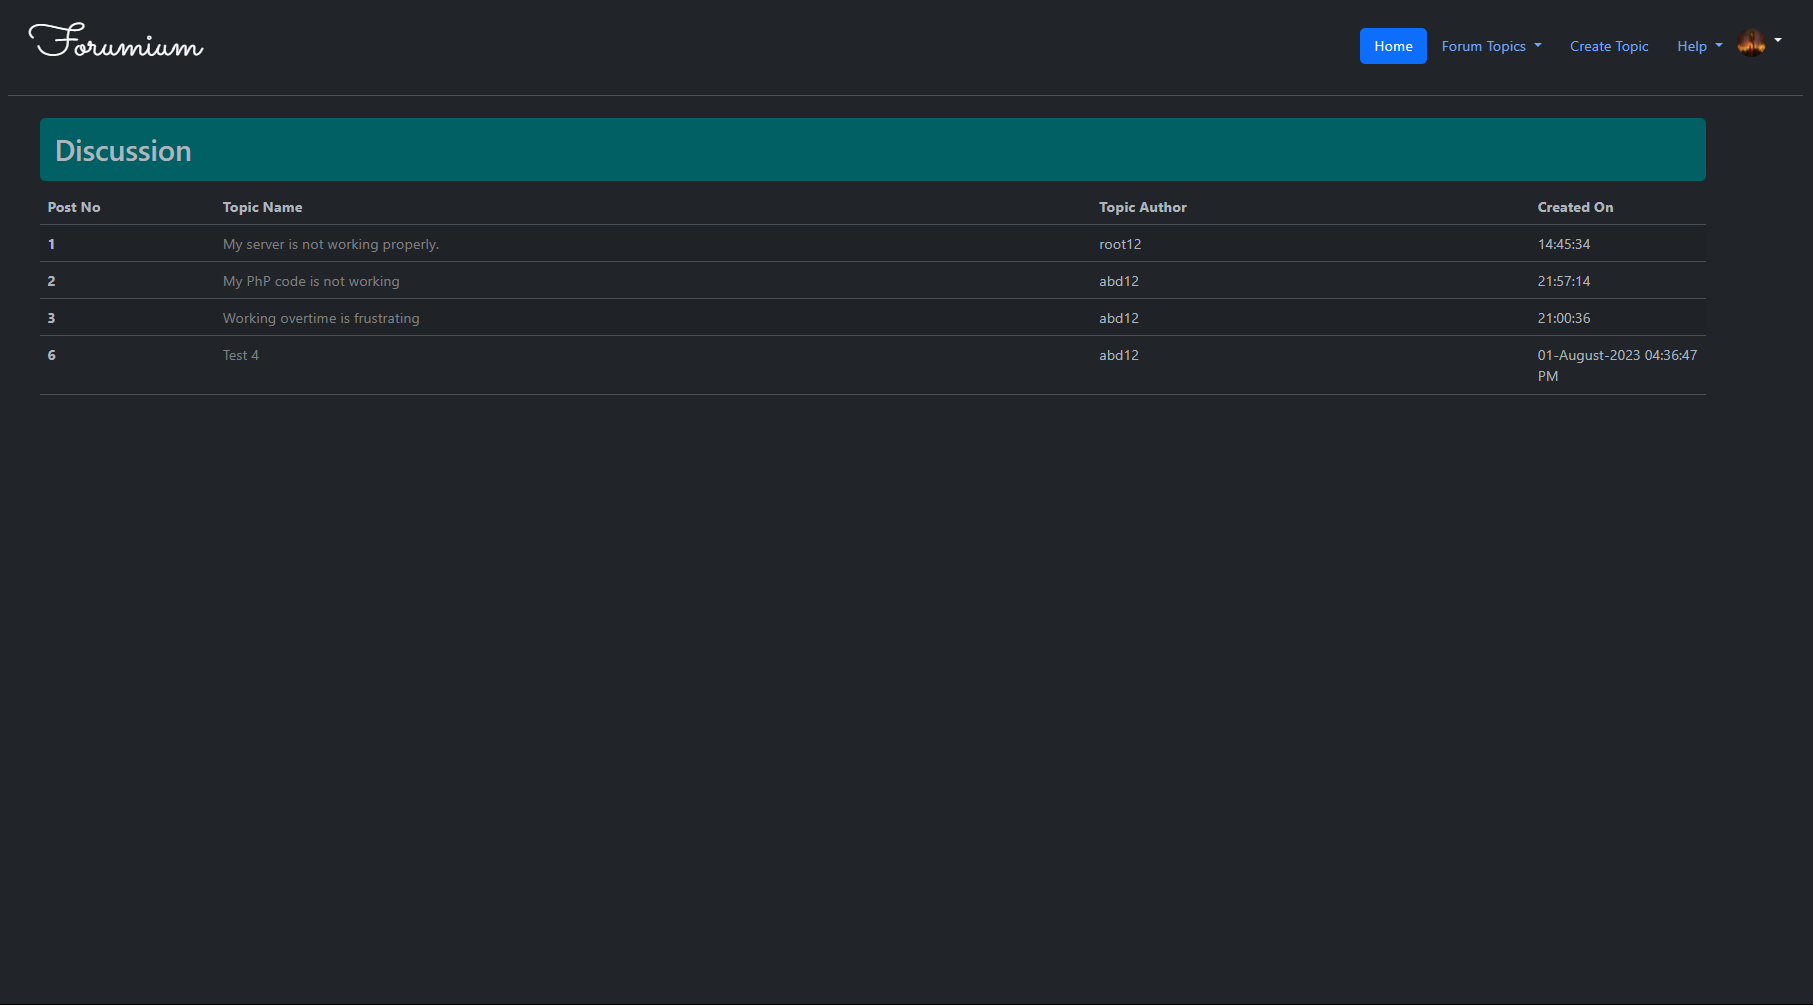 Forumium
Home Forum Topics Create Topic Help
Discussion
Post No Topic Name Topic Author Created On
1 My server is not working properly. root12 14:45:34
2 My PhP code is not working abd12 21:57:14
3 Working overtime is frustrating abd12 21:00:36
6 Test 4 abd12 01-August-2023 04:36:47
PM